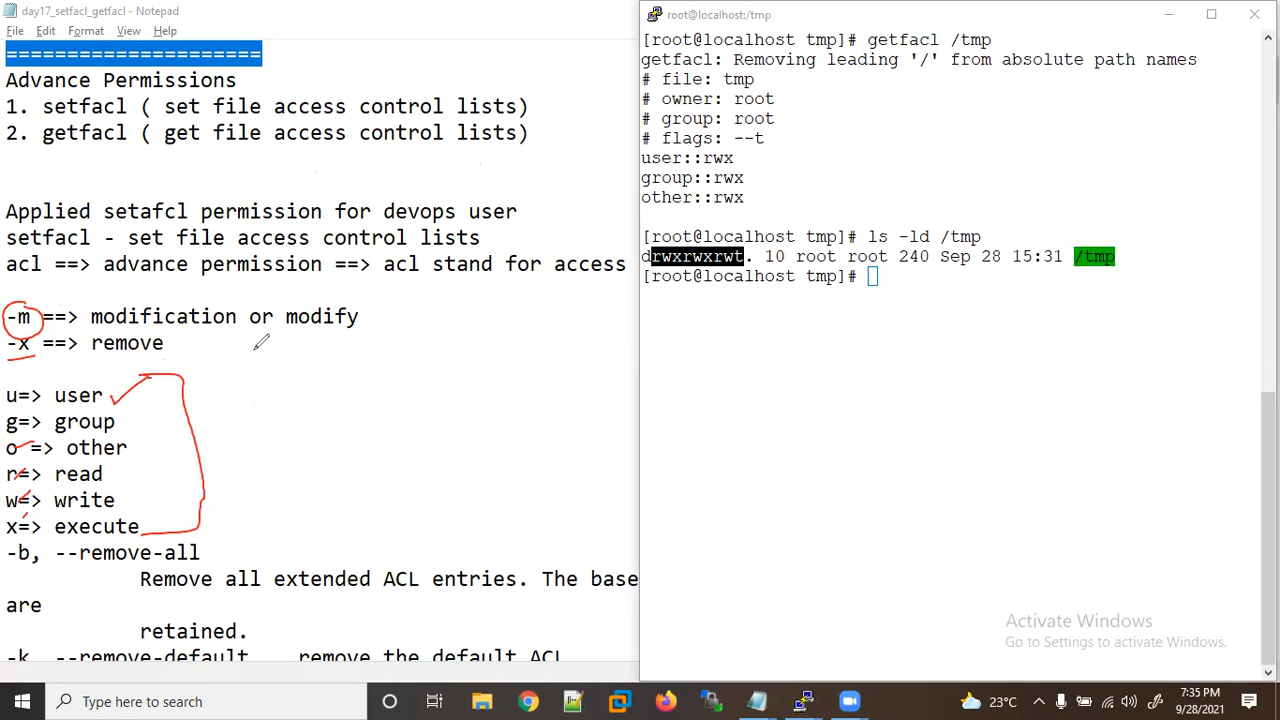 day17_setfacl_getfacl - Notepad
File Edit Format View Help
======================
Advance Permissions
1. setfacl ( set file access control lists)
2. getfacl ( get file access control lists)
Applied setafcl permission for devops user
setfacl - set file access control lists
acl ==> advance permission ==> acl stand for access
-m ==> modification or modify
-x ==> remove
u=> user
g=> group
o => other
r=> read
w=> write
x=> execute
-b, --remove-all
Remove all extended ACL entries. The base
are
retained.
-k, --remove-default remove the default ACL
root@localhost:/tmp
[root@localhost tmp]# getfacl /tmp
getfacl: Removing leading '/' from absolute path names
# file: tmp
# owner: root
# group: root
# flags: --t
user::rwx
group::rwx
other::rwx
[root@localhost tmp]# ls -ld /tmp
drwxrwxrwt. 10 root root 240 Sep 28 15:31 /tmp
[root@localhost tmp]#
Activate Windows
Go to Settings to activate Windows.
Type here to search
23°C
7:35 PM
9/28/2021